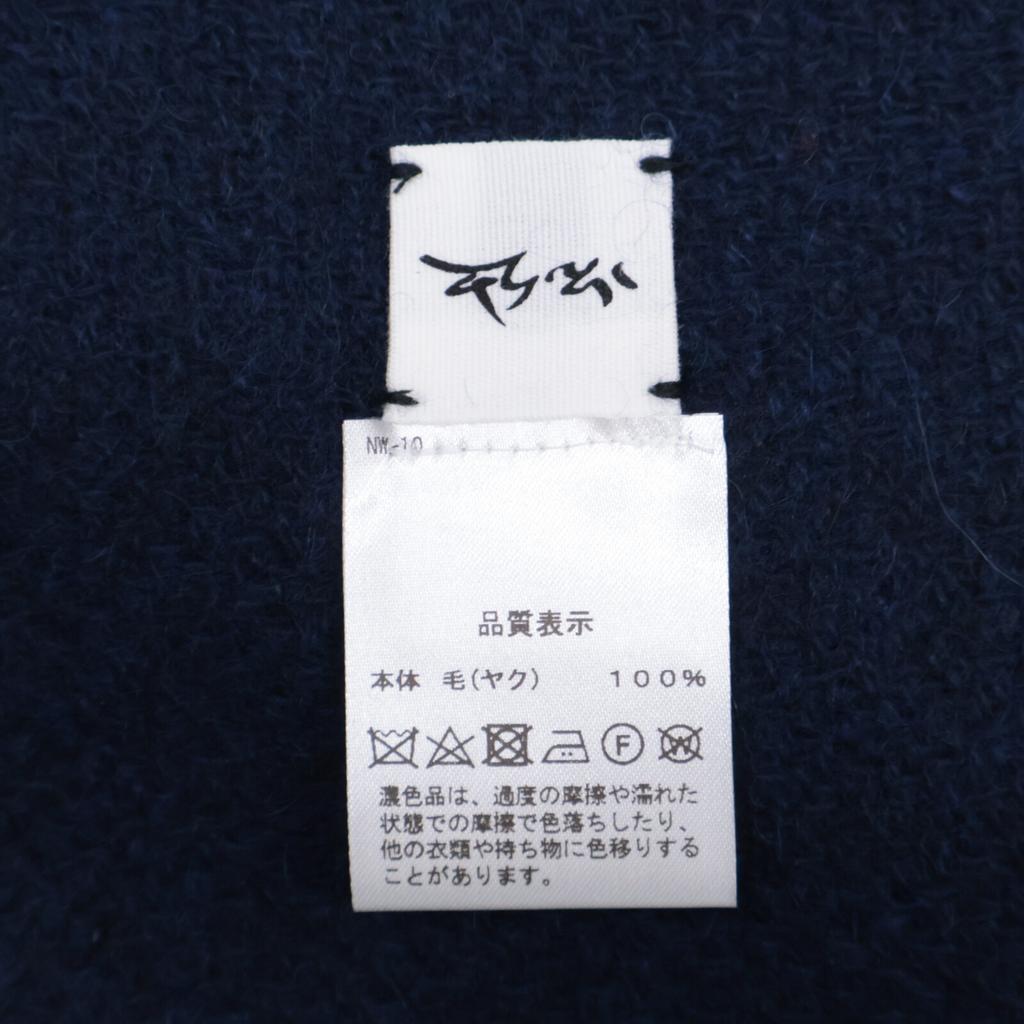 NW-10
品質表示
本体 毛(ヤク) 100%
F W
濃色品は、過度の摩擦や濡れた
状態での摩擦で色落ちしたり、
他の衣類や持ち物に色移りする
ことがあります。